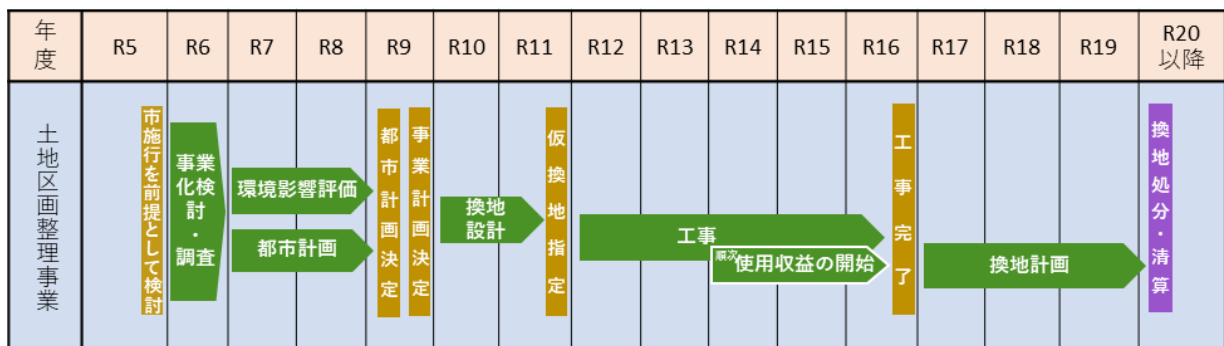 年度
R5
R6
R7
R8
R9
R10
R11
R12
R13
R14
R15
R16
R17
R18
R19
R20
以降
土地区画整理事業
市施行を前提として検討
事業
化検
討
・
調査
環境影響評価
都市計画
都市計画決定
事業計画決定
換地
設計
仮換地指定
工事
順次使用収益の開始
工事完了
換地計画
換地処分・清算